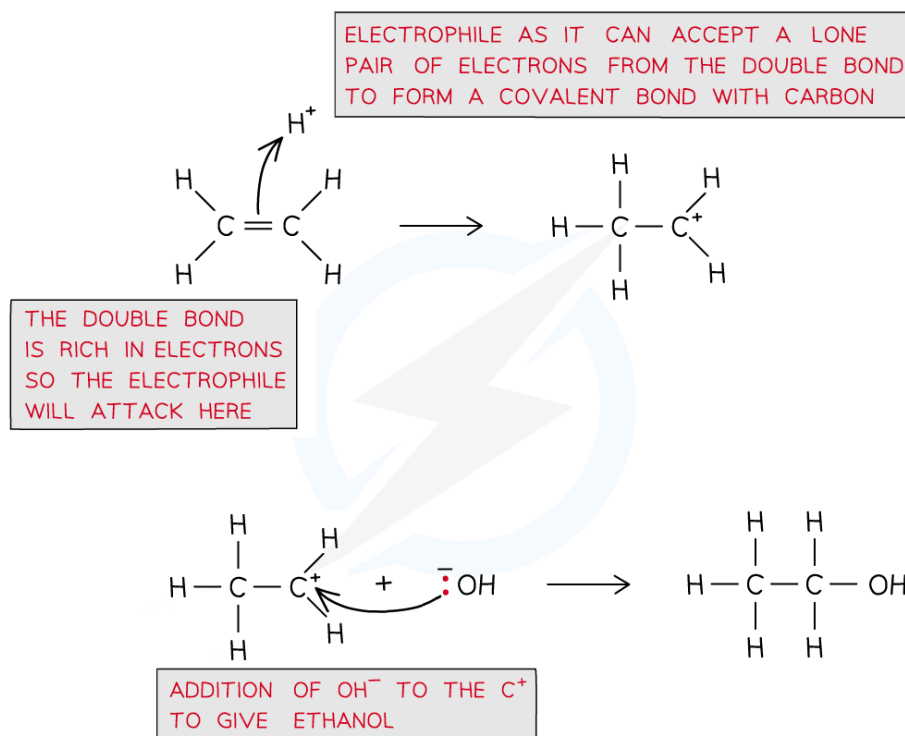 ELECTROPHILE AS IT CAN ACCEPT A LONE
PAIR OF ELECTRONS FROM THE DOUBLE BOND
TO FORM A COVALENT BOND WITH CARBON
H⁺
H H H H
C = C → H — C — C⁺
H H H H
THE DOUBLE BOND
IS RICH IN ELECTRONS
SO THE ELECTROPHILE
WILL ATTACK HERE
H H H H
H — C — C⁺ + :⁻OH → H — C — C — OH
H H H H
ADDITION OF OH⁻ TO THE C⁺
TO GIVE ETHANOL